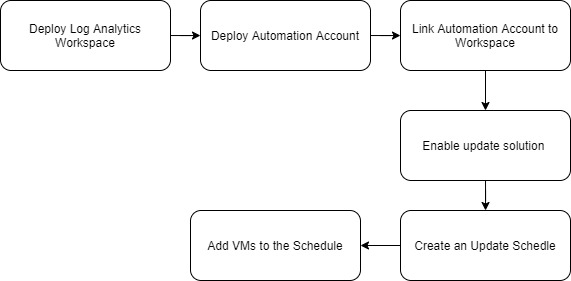 Deploy Log Analytics
Workspace
Deploy Automation Account
Link Automation Account to
Workspace
Enable update solution
Create an Update Schedle
Add VMs to the Schedule